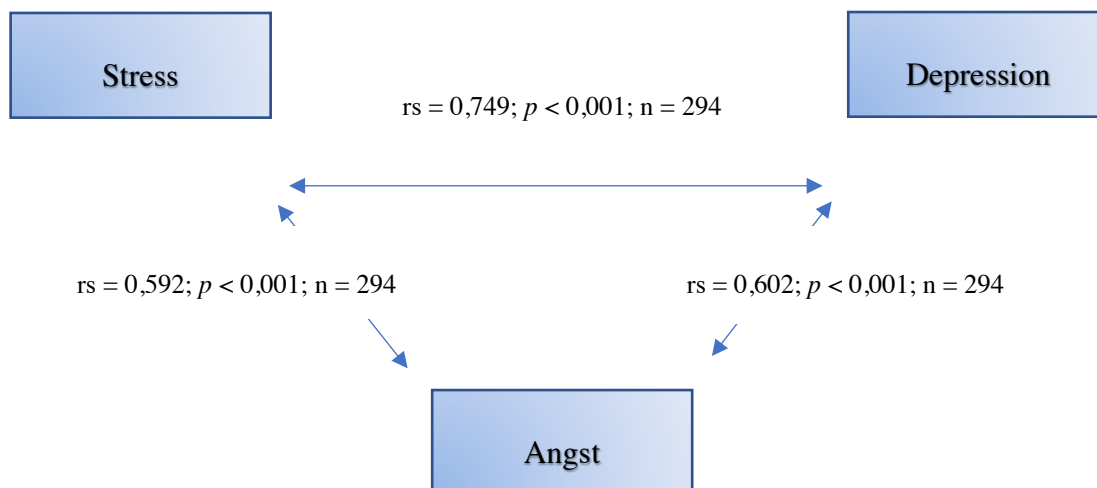 Stress
Depression
rs = 0,749; p < 0,001; n = 294
rs = 0,592; p < 0,001; n = 294
rs = 0,602; p < 0,001; n = 294
Angst